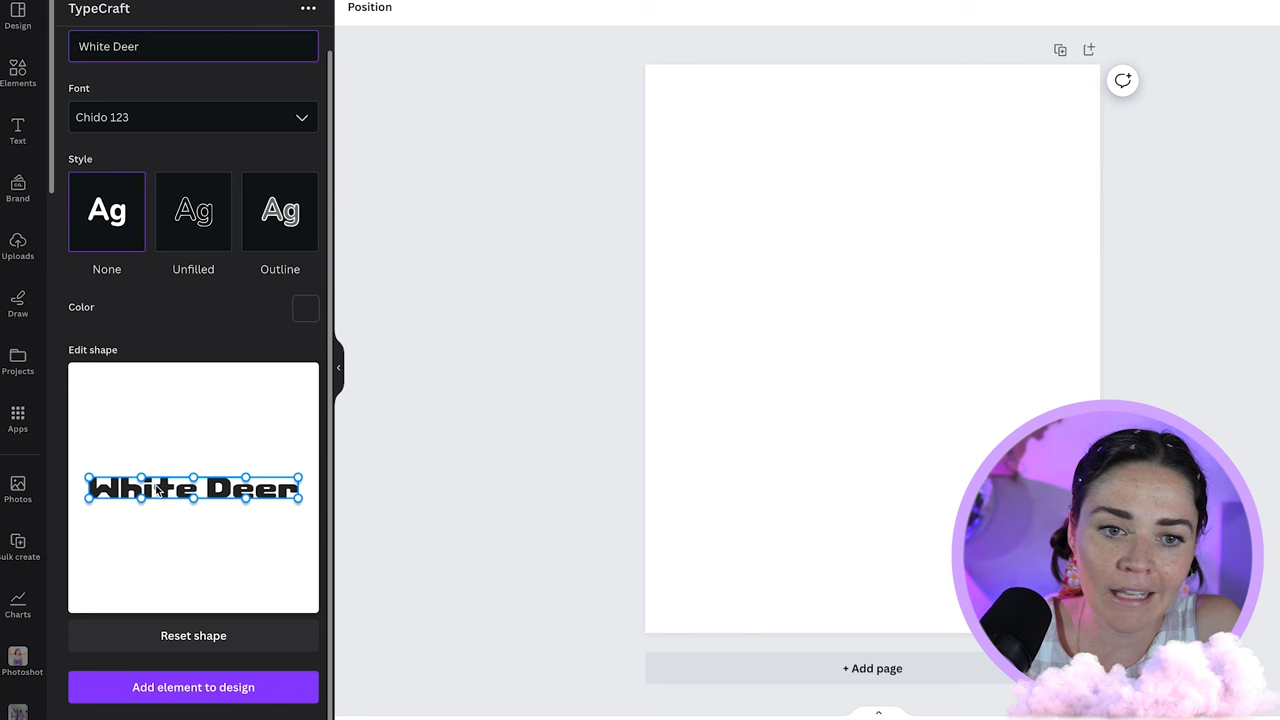 Design
Elements
Text
Brand
Uploads
Draw
Projects
Apps
Photos
Bulk create
Charts
Photoshot
TypeCraft
White Deer
Font
Chido 123
Style
Ag
Ag
Ag
None
Unfilled
Outline
Color
Edit shape
White Deer
Reset shape
Add element to design
Position
+ Add page